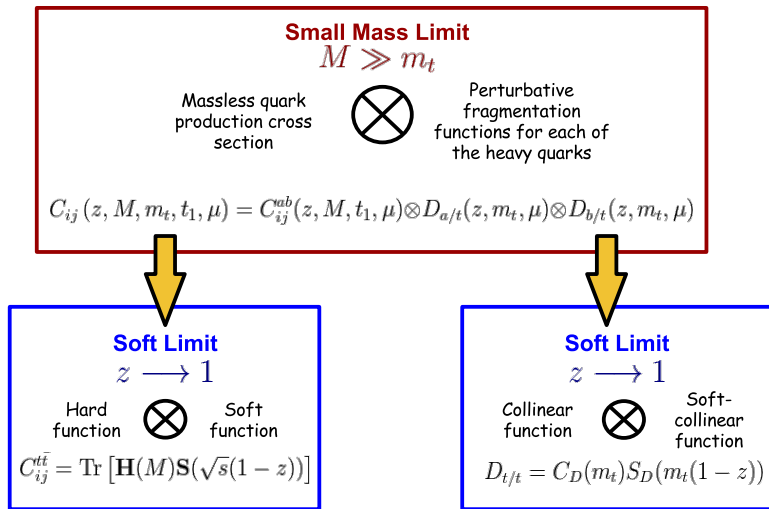 Small Mass Limit
M ≫ m_t
Massless quark
production cross
section
⊗
Perturbative
fragmentation
functions for each of
the heavy quarks
C_{ij} (z, M, m_t, t_1, μ) = C_{ij}^{ab}(z, M, t_1, μ)⊗D_{a/t}(z, m_t, μ)⊗D_{b/t}(z, m_t, μ)
Soft Limit
z ⟶ 1
Hard
function
⊗
Soft
function
C_{ij}^{tt̄} = Tr [H(M)S(√s(1 − z))]
Soft Limit
z ⟶ 1
Collinear
function
⊗
Soft-
collinear
function
D_{t/t} = C_D(m_t)S_D(m_t(1 − z))